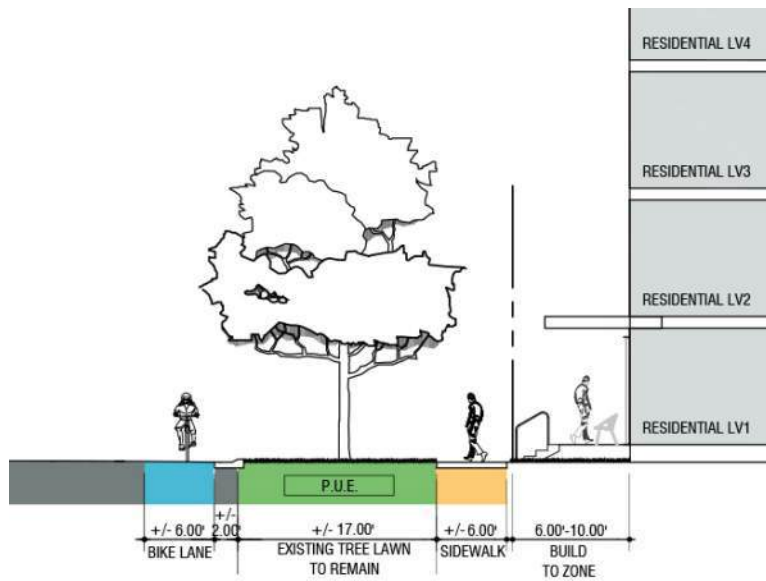 RESIDENTIAL LV4
RESIDENTIAL LV3
RESIDENTIAL LV2
RESIDENTIAL LV1
P.U.E.
+/- 6.00'
+/-
2.00'
+/- 17.00'
+/- 6.00'
6.00'-10.00'
BIKE LANE
EXISTING TREE LAWN
TO REMAIN
SIDEWALK
BUILD
TO ZONE